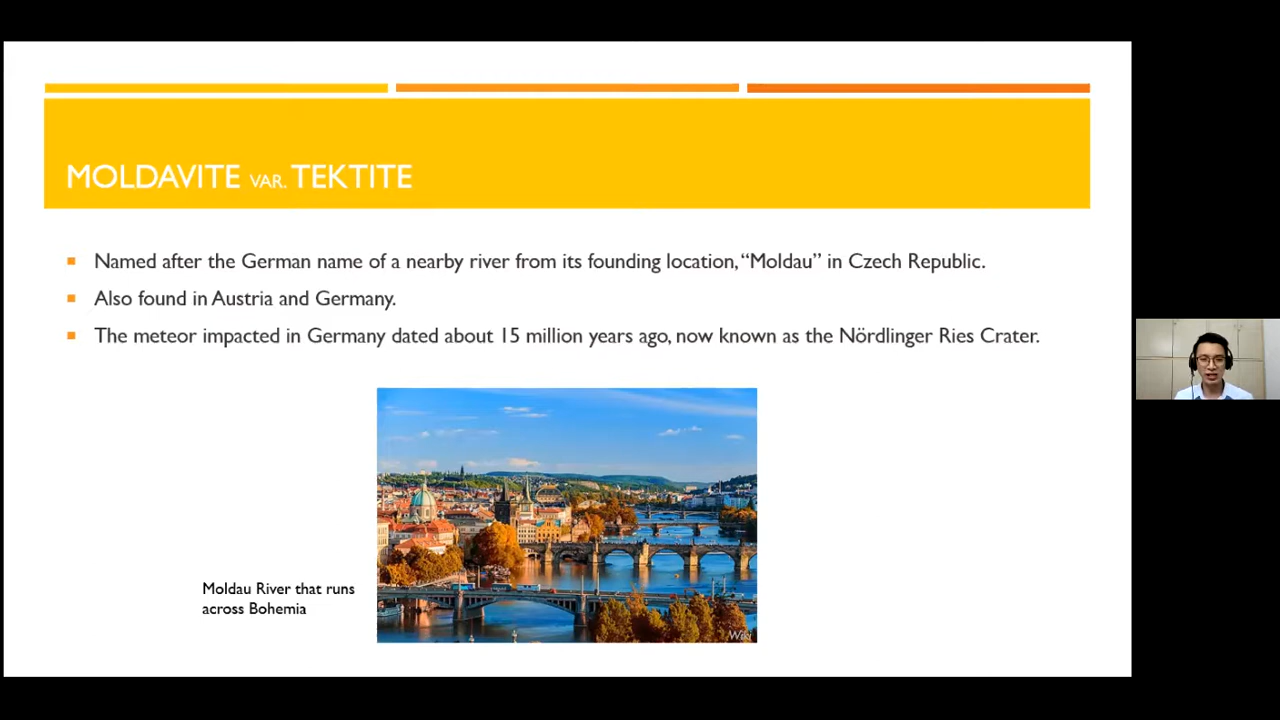 MOLDAVITE VAR. TEKTITE
Named after the German name of a nearby river from its founding location, “Moldau” in Czech Republic.
Also found in Austria and Germany.
The meteor impacted in Germany dated about 15 million years ago, now known as the Nördlinger Ries Crater.
Moldau River that runs
across Bohemia
Wiki